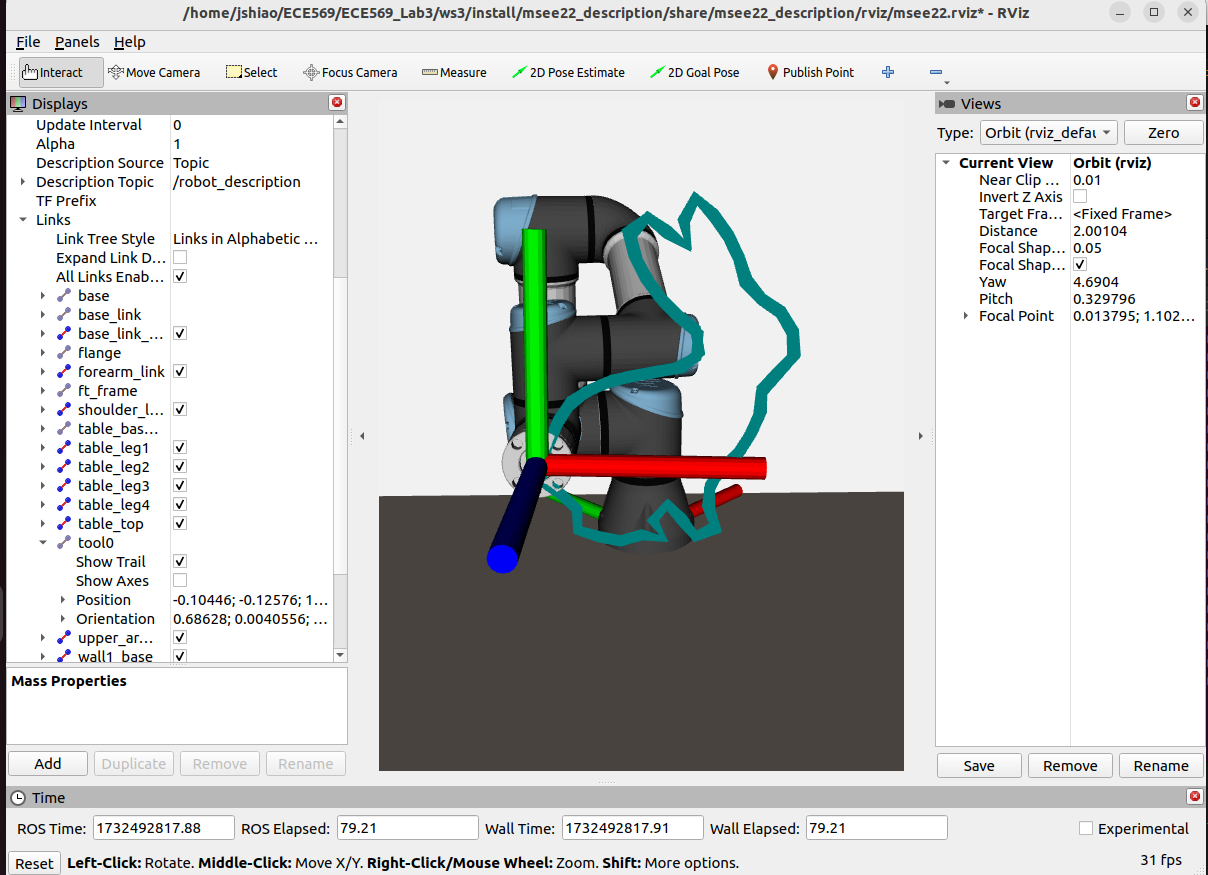 /home/jshiao/ECE569/ECE569_Lab3/ws3/install/msee22_description/share/msee22_description/rviz/msee22.rviz* - RViz
File Panels Help
Interact Move Camera Select Focus Camera Measure 2D Pose Estimate 2D Goal Pose Publish Point
Displays
Update Interval 0
Alpha 1
Description Source Topic
Description Topic /robot_description
TF Prefix
Links
Link Tree Style Links in Alphabetic ...
Expand Link D...
All Links Enab...
base
base_link
base_link_...
flange
forearm_link
ft_frame
shoulder_l...
table_bas...
table_leg1
table_leg2
table_leg3
table_leg4
table_top
tool0
Show Trail
Show Axes
Position -0.10446; -0.12576; 1...
Orientation 0.68628; 0.0040556; ...
upper_ar...
wall1_base
Mass Properties
Add Duplicate Remove Rename
Views
Type: Orbit (rviz_defau Zero
Current View Orbit (rviz)
Near Clip ... 0.01
Invert Z Axis
Target Fra... <Fixed Frame>
Distance 2.00104
Focal Shap... 0.05
Focal Shap...
Yaw 4.6904
Pitch 0.329796
Focal Point 0.013795; 1.102...
Save Remove Rename
Time
ROS Time: 1732492817.88 ROS Elapsed: 79.21 Wall Time: 1732492817.91 Wall Elapsed: 79.21 Experimental
Reset Left-Click: Rotate. Middle-Click: Move X/Y. Right-Click/Mouse Wheel: Zoom. Shift: More options. 31 fps